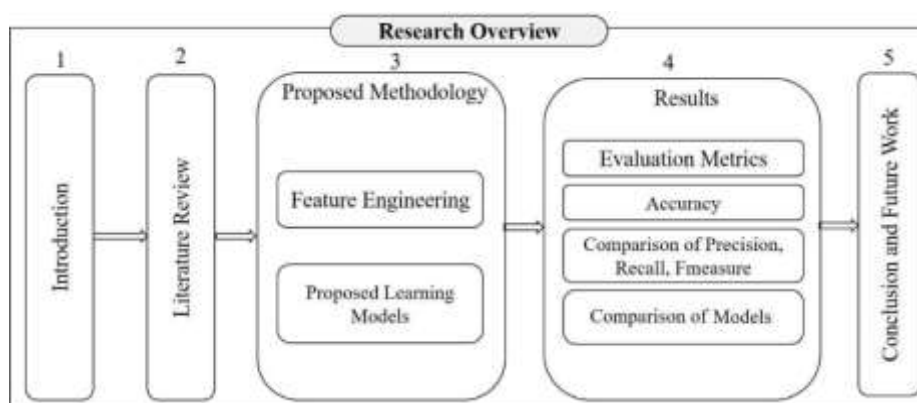 Research Overview
1
Introduction
2
Literature Review
3
Proposed Methodology
Feature Engineering
Proposed Learning
Models
4
Results
Evaluation Metrics
Accuracy
Comparison of Precision,
Recall, Fmeasure
Comparison of Models
5
Conclusion and Future Work